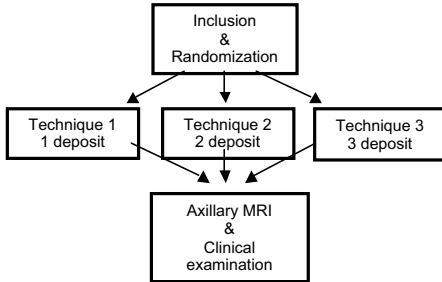 Inclusion
&
Randomization
Technique 1
1 deposit
Technique 2
2 deposit
Technique 3
3 deposit
Axillary MRI
&
Clinical
examination